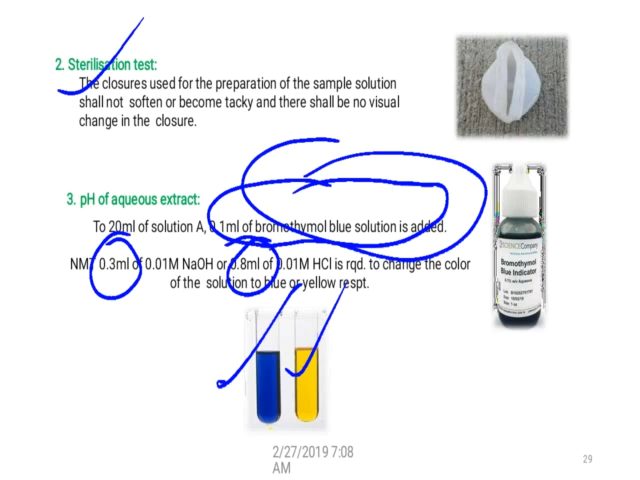 2. Sterilisation test:
The closures used for the preparation of the sample solution
shall not soften or become tacky and there shall be no visual
change in the closure.
3. pH of aqueous extract:
To 20ml of solution A, 0.1ml of bromothymol blue solution is added.
NMT 0.3ml of 0.01M NaOH or 0.8ml of 0.01M HCl is rqd. to change the color
of the solution to blue or yellow respt.
SCIENCECompany
Bromothymol
Blue Indicator
2/27/2019 7:08
AM
29